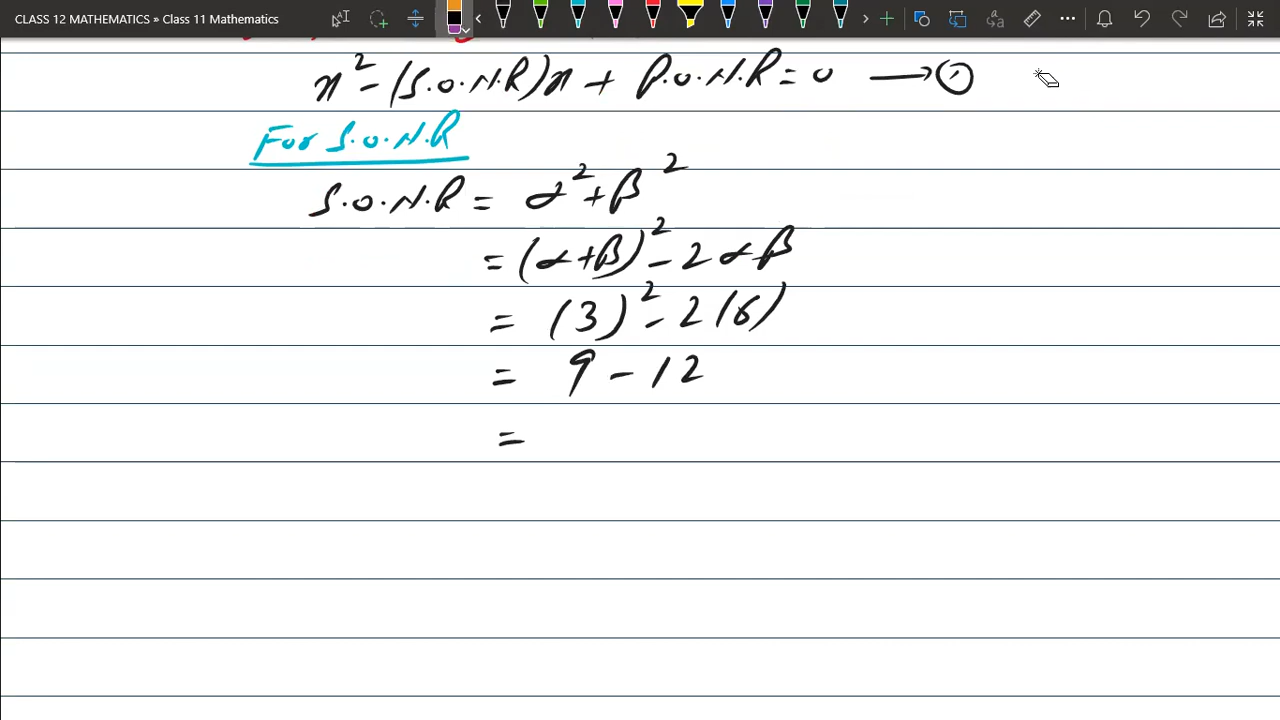 CLASS 12 MATHEMATICS » Class 11 Mathematics
x² - (S.O.N.R)x + P.O.N.R = 0 →
For S.O.N.R
S.O.N.R = α² + β²
= (α+β)² - 2αβ
= (3)² - 2(6)
= 9 - 12
=